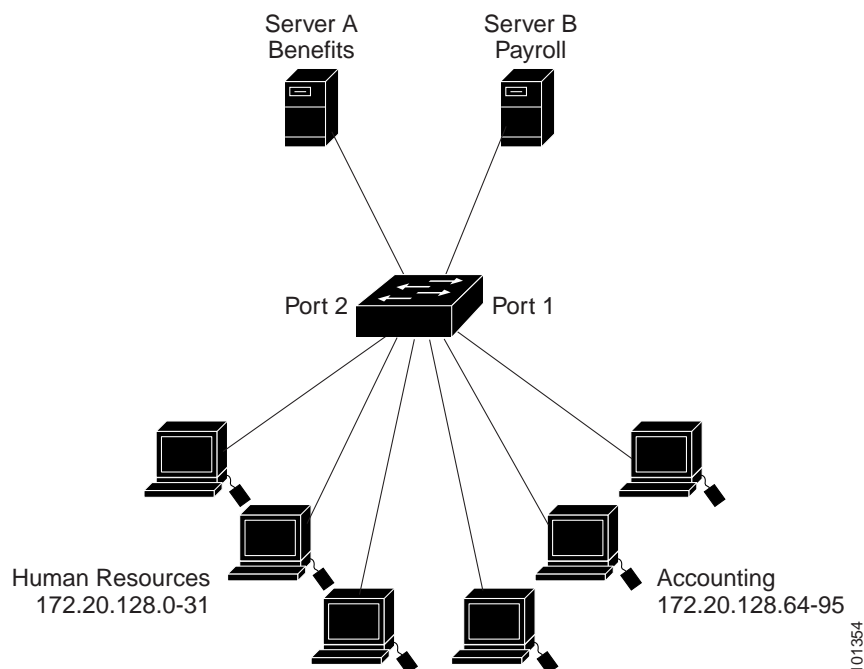 Server A
Benefits
Server B
Payroll
Port 2
Port 1
Human Resources
172.20.128.0-31
Accounting
172.20.128.64-95
101354